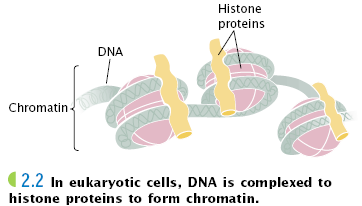 Histone
proteins
DNA
Chromatin
2.2 In eukaryotic cells, DNA is complexed to
histone proteins to form chromatin.